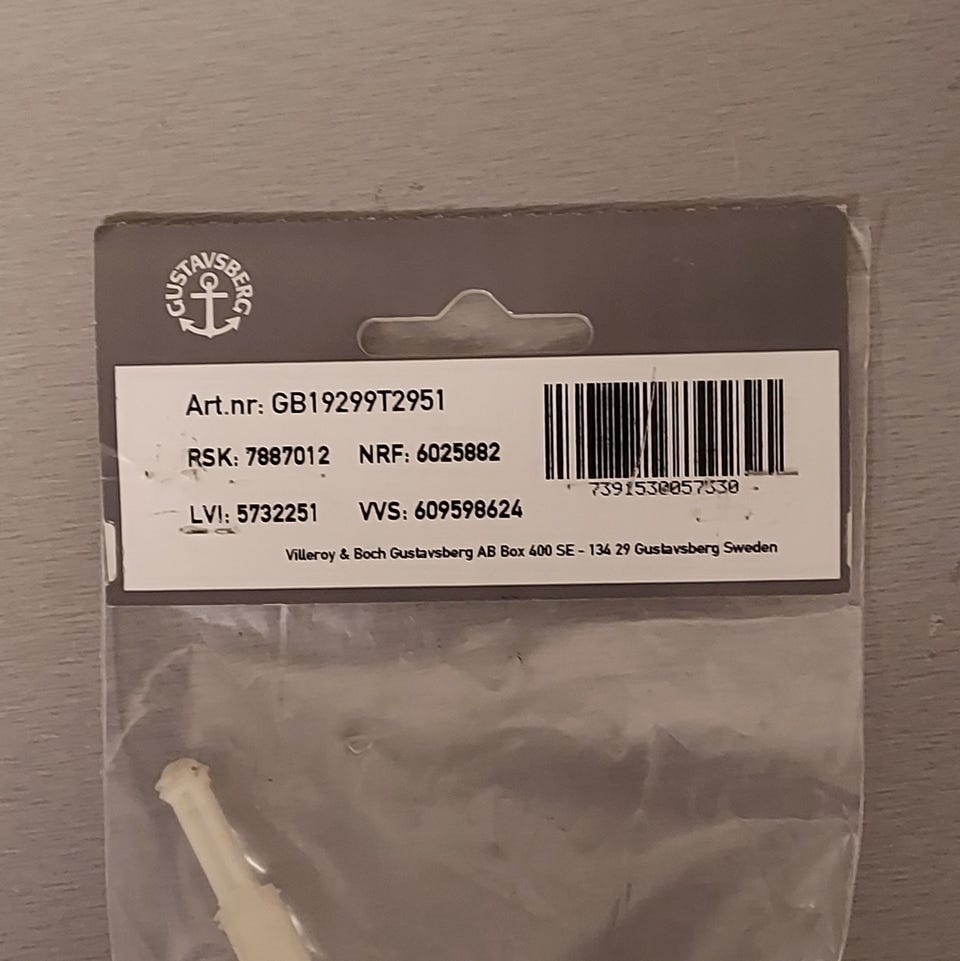 GUSTAVSBERG
Art.nr: GB19299T2951
RSK: 7887012 NRF: 6025882
7391530057330
LVI: 5732251 VVS: 609598624
Villeroy & Boch Gustavsberg AB Box 400 SE - 134 29 Gustavsberg Sweden